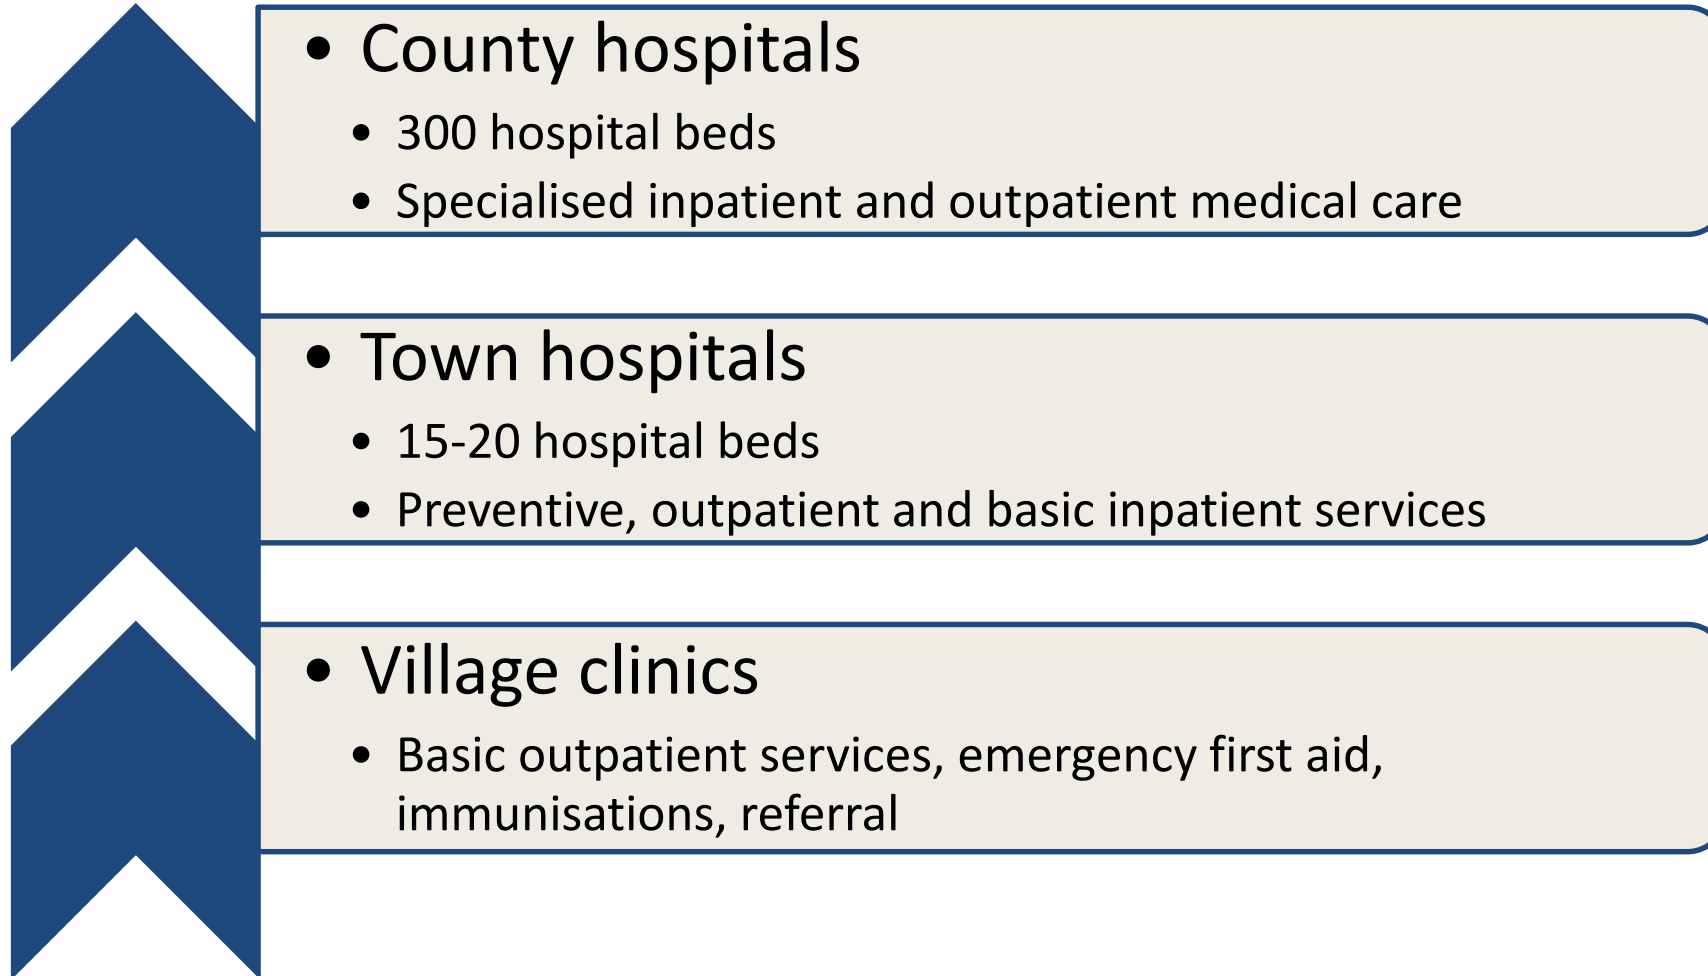 • County hospitals
• 300 hospital beds
• Specialised inpatient and outpatient medical care
• Town hospitals
• 15-20 hospital beds
• Preventive, outpatient and basic inpatient services
• Village clinics
• Basic outpatient services, emergency first aid,
immunisations, referral